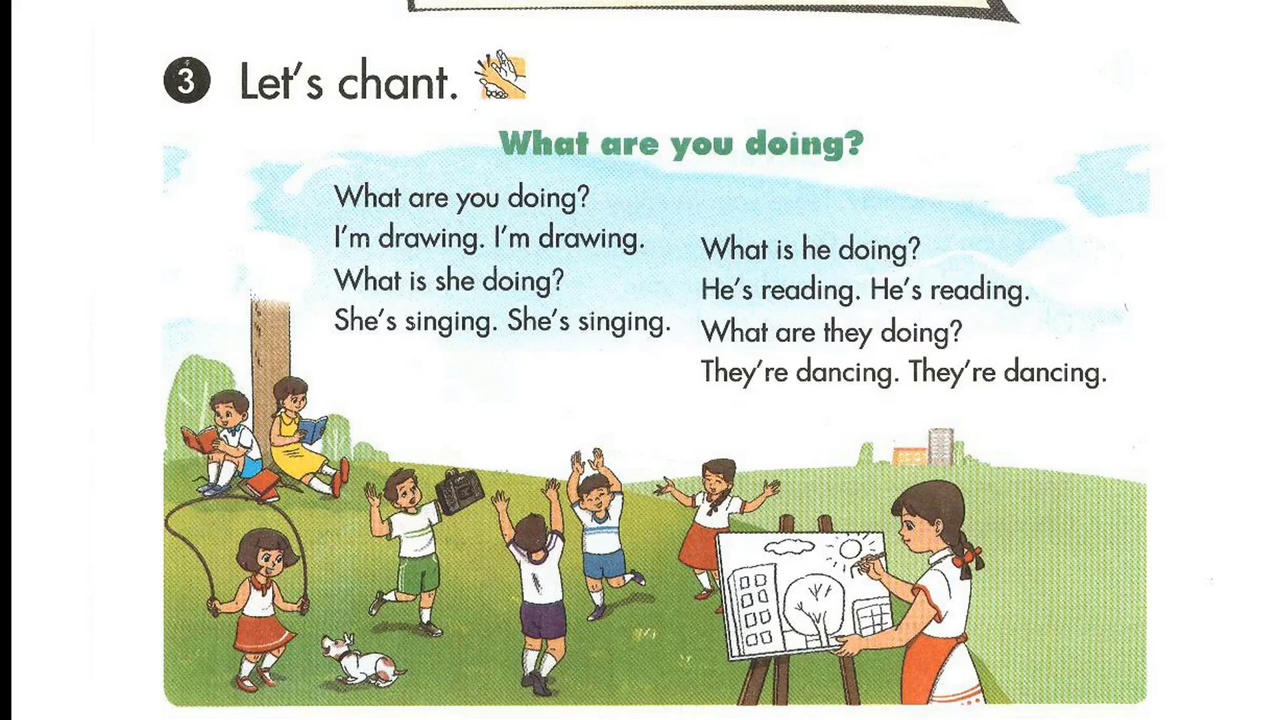 3 Let's chant.
What are you doing?
What are you doing?
I'm drawing. I'm drawing.
What is she doing?
She's singing. She's singing.
What is he doing?
He's reading. He's reading.
What are they doing?
They're dancing. They're dancing.